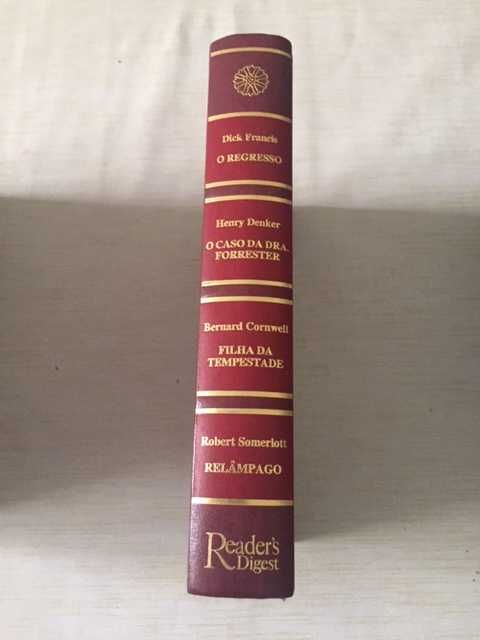 Dick Francis
O REGRESSO
Henry Denker
O CASO DA DRA.
FORRESTER
Bernard Cornwell
FILHA DA
TEMPESTADE
Robert Somerlott
RELÂMPAGO
Reader's
Digest